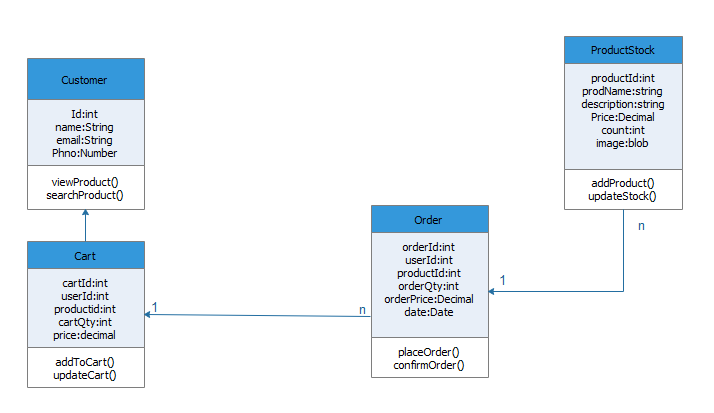 Customer
Id:int
name:String
email:String
Phno:Number
viewProduct()
searchProduct()
Cart
cartId:int
userId:int
productid:int
cartQty:int
price:decimal
addToCart()
updateCart()
1
n
Order
orderId:int
userId:int
productId:int
orderQty:int
orderPrice:Decimal
date:Date
placeOrder()
confirmOrder()
1
n
ProductStock
productId:int
prodName:string
description:string
Price:Decimal
count:int
image:blob
addProduct()
updateStock()